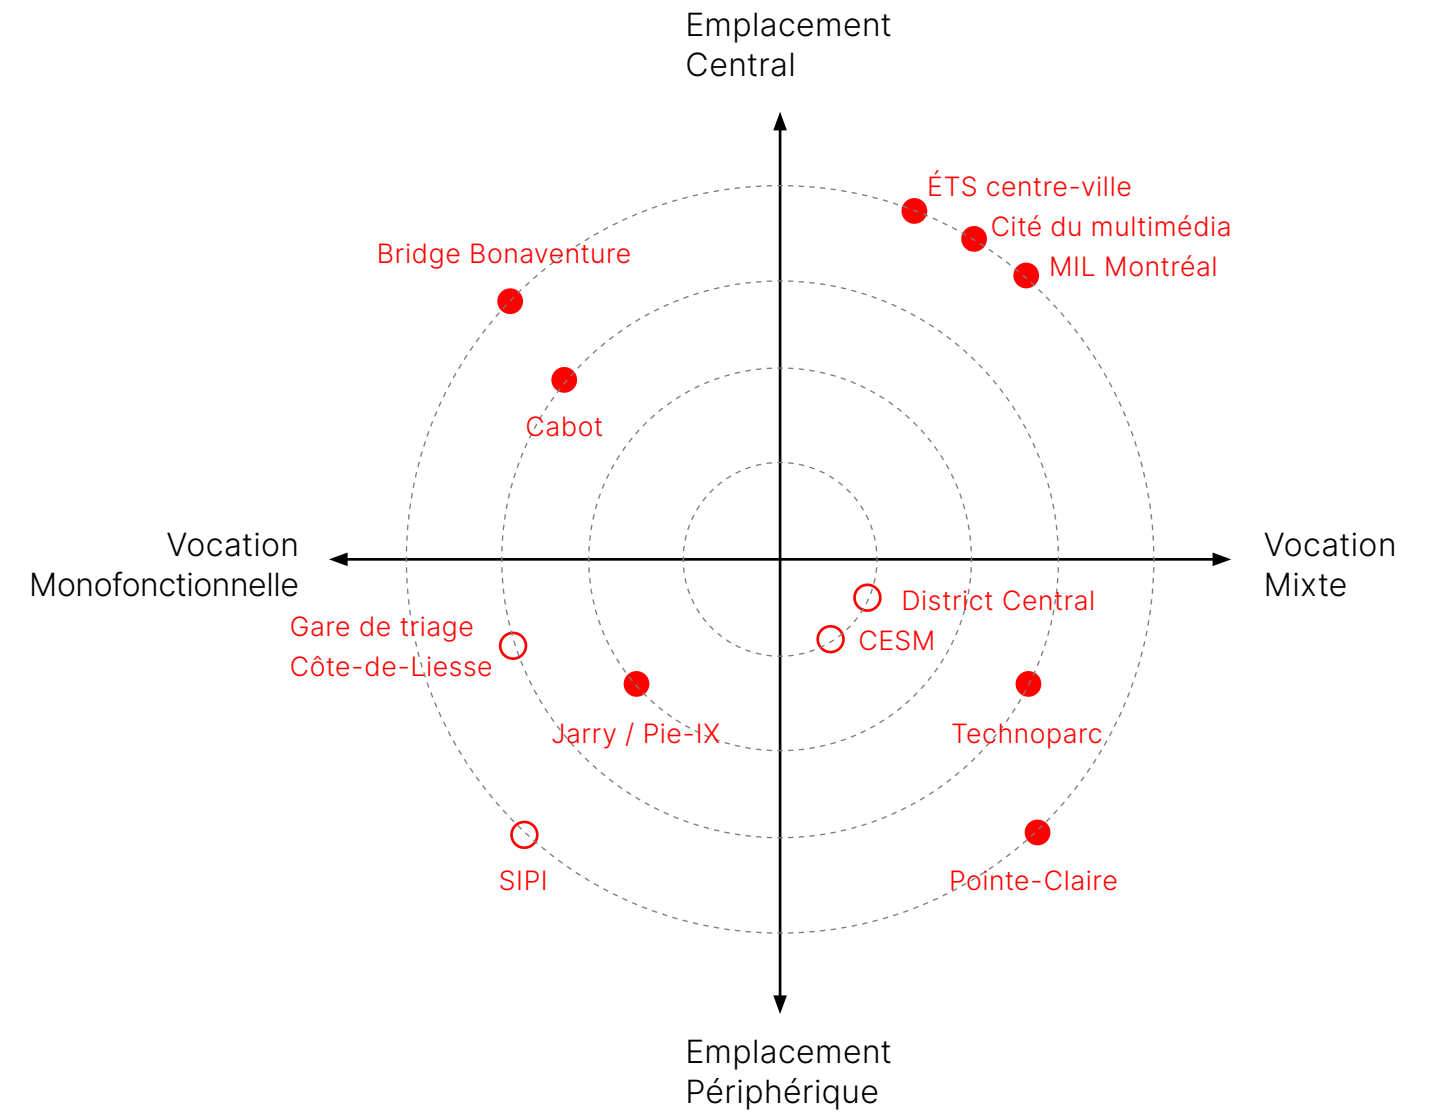 Emplacement
Central
ÉTS centre-ville
Cité du multimédia
Bridge Bonaventure
MIL Montréal
Cabot
Vocation
Monofonctionnelle
Vocation
Mixte
District Central
Gare de triage
Côte-de-Liesse
CESM
Jarry / Pie-IX
Technoparc
SIPI
Pointe-Claire
Emplacement
Périphérique